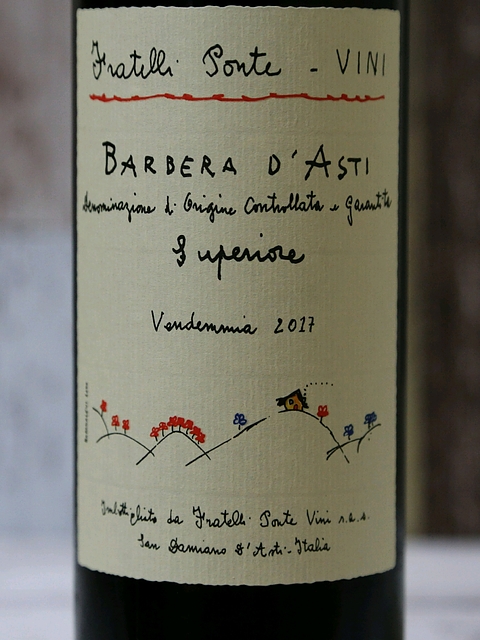 Fratelli Ponte - VINI
BARBERA D'ASTI
Denominazione di Origine Controllata e Garantita
Superiore
Vendemmia 2017
Imbottigliato da Fratelli Ponte Vini s.a.s.
San Damiano D'Asti - Italia